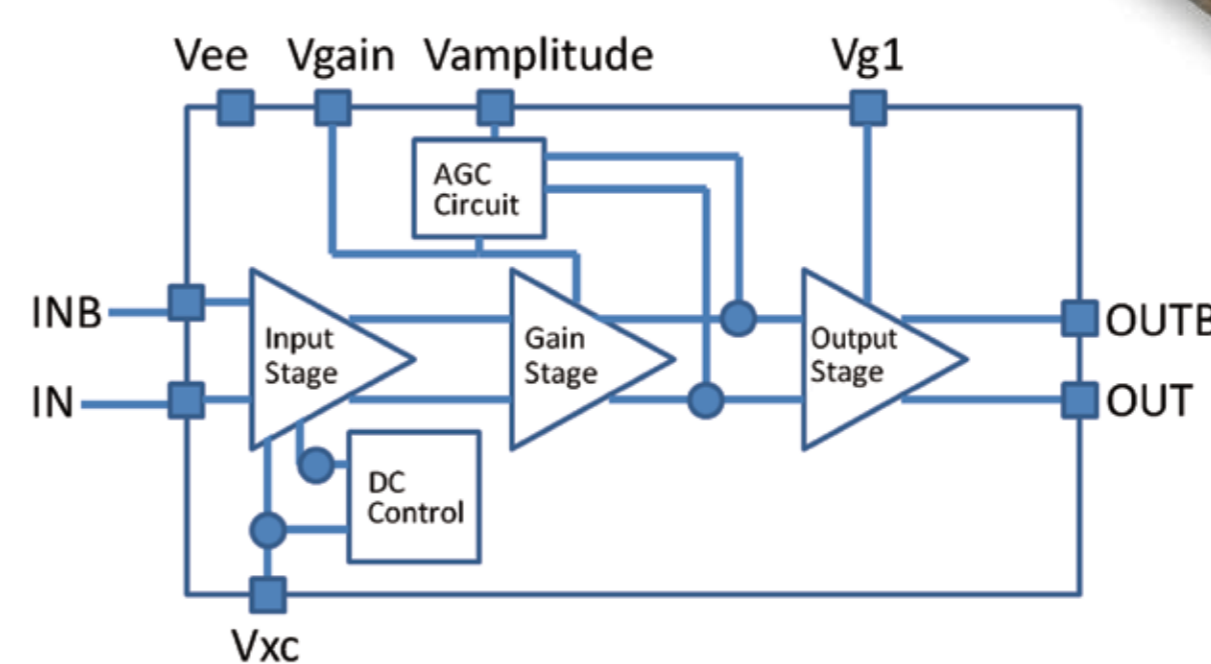 Vee Vgain Vamplitude Vg1
AGC
Circuit
INB
Input
Stage
Gain
Stage
Output
Stage
OUTB
IN
OUT
DC
Control
Vxc